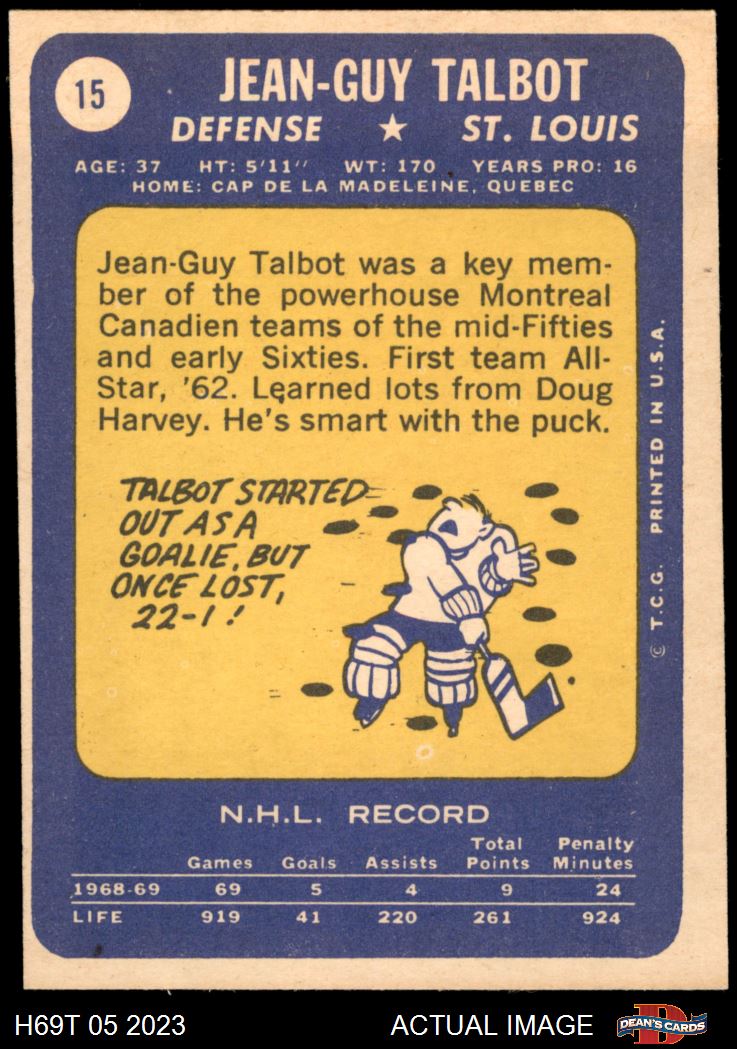 15
JEAN-GUY TALBOT
DEFENSE ★ ST. LOUIS
AGE: 37 HT: 5'11'' WT: 170 YEARS PRO: 16
HOME: CAP DE LA MADELEINE, QUEBEC
Jean-Guy Talbot was a key mem-
ber of the powerhouse Montreal
Canadien teams of the mid-Fifties
and early Sixties. First team All-
Star, '62. Learned lots from Doug
Harvey. He's smart with the puck.
TALBOT STARTED
OUT AS A
GOALIE, BUT
ONCE LOST,
22-1!
© T.C.G. PRINTED IN U.S.A.
N.H.L. RECORD
Games Goals Assists Total Points Penalty Minutes
1968-69 69 5 4 9 24
LIFE 919 41 220 261 924
H69T 05 2023 ACTUAL IMAGE DEAN'S CARDS